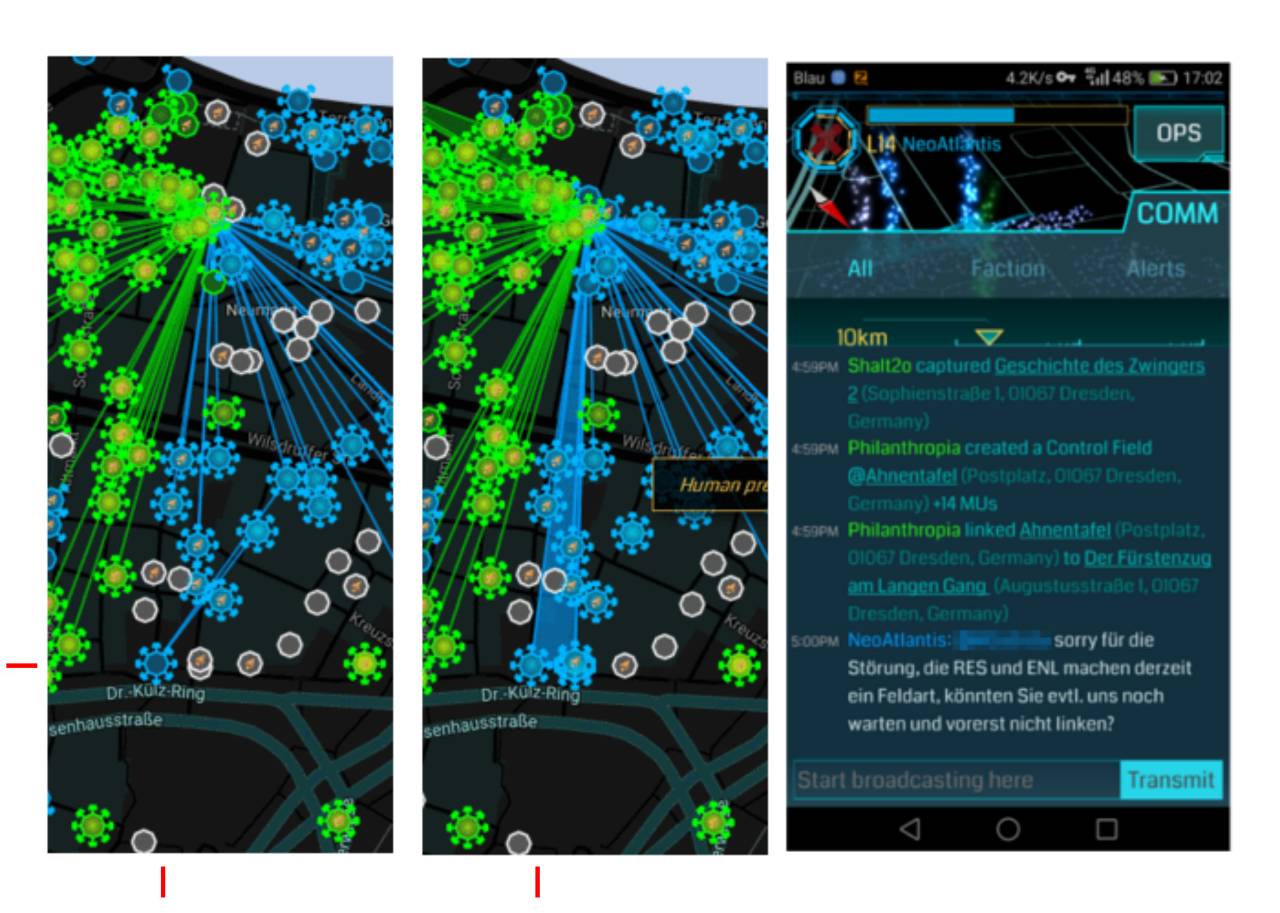 Neumarkt
Wilsdruffer
Kreuzs
Dr.-Külz-Ring
senhausstraße
Neumarkt
Wilsdruffer
Human pre
Kreuzs
Dr.-Külz-Ring
senhausstraße
Blau 4.2K/s 4G 48% 17:02
L14 NeoAtlantis
OPS
COMM
All Faction Alerts
10km
4:59PM Shalt2o captured Geschichte des Zwingers
2 (Sophienstraße 1, 01067 Dresden,
Germany)
4:59PM Philanthropia created a Control Field
@Ahnentafel (Postplatz, 01067 Dresden,
Germany) +14 MUs
4:59PM Philanthropia linked Ahnentafel (Postplatz,
01067 Dresden, Germany) to Der Fürstenzug
am Langen Gang (Augustusstraße 1, 01067
Dresden, Germany)
5:00PM NeoAtlantis: sorry für die
Störung, die RES und ENL machen derzeit
ein Feldart, könnten Sie evtl. uns noch
warten und vorerst nicht linken?
Start broadcasting here Transmit